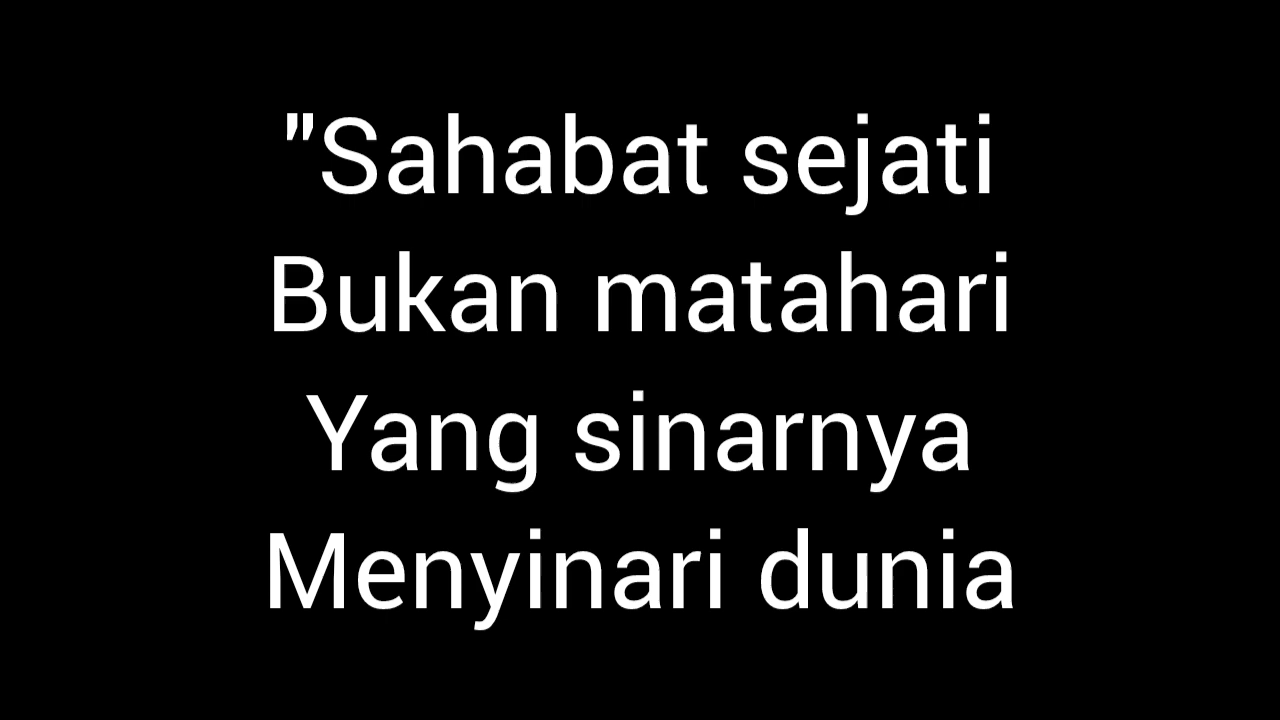 "Sahabat sejati
Bukan matahari
Yang sinarnya
Menyinari dunia